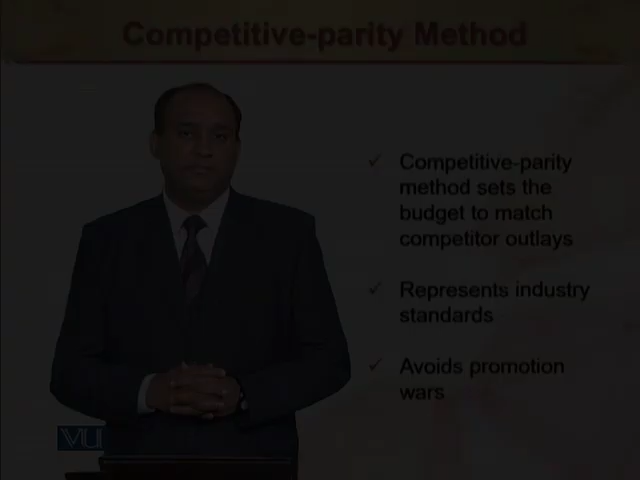 Competitive-parity Method
Competitive-parity
method sets the
budget to match
competitor outlays
Represents industry
standards
Avoids promotion
wars
VU